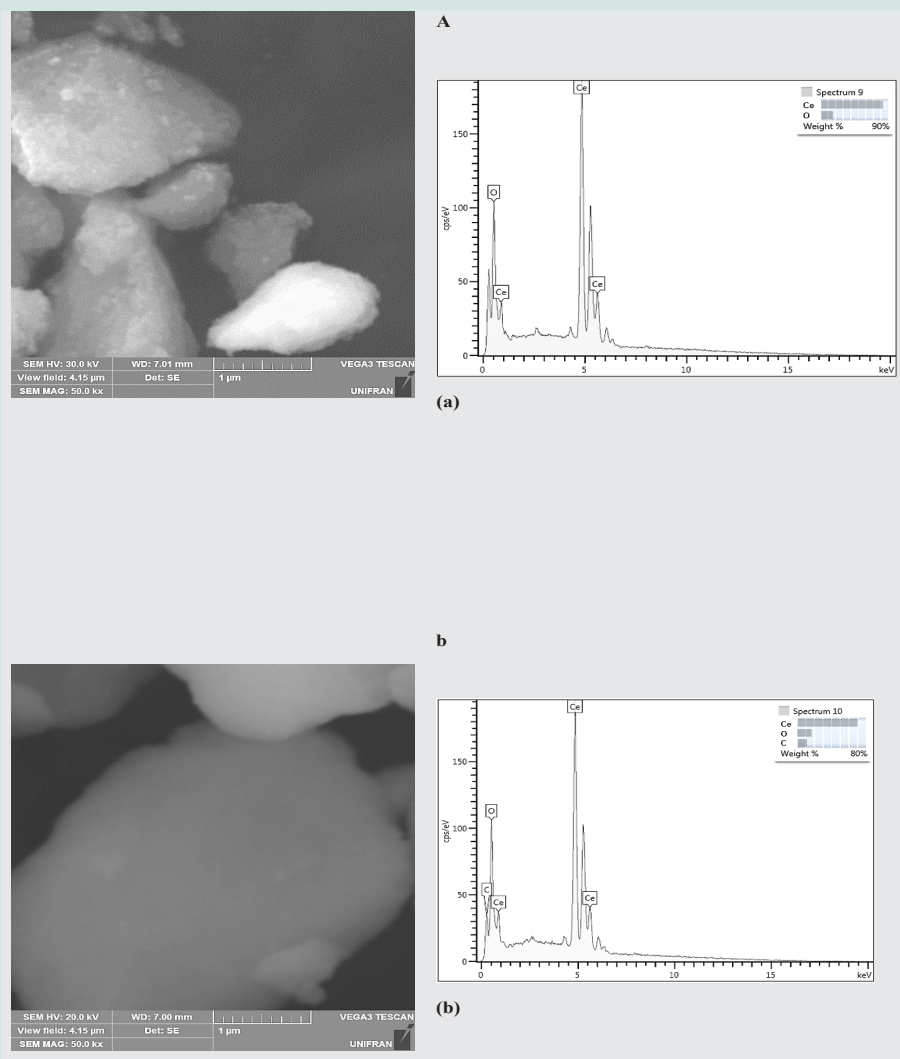 A
Ce
Spectrum 9
Ce
O
Weight % 90%
150
O
100
cps/eV
Ce
50
Ce
0
0 5 10 15 keV
SEM HV: 30.0 kV WD: 7.01 mm VEGA3 TESCAN
View field: 4.15 µm Det: SE 1 µm
SEM MAG: 50.0 kx UNIFRAN
(a)
b
Ce
Spectrum 10
Ce
O
C
Weight % 80%
150
O
100
cps/eV
C
Ce
50
Ce
0
0 5 10 15 keV
SEM HV: 20.0 kV WD: 7.00 mm VEGA3 TESCAN
View field: 4.15 µm Det: SE 1 µm
SEM MAG: 50.0 kx UNIFRAN
(b)